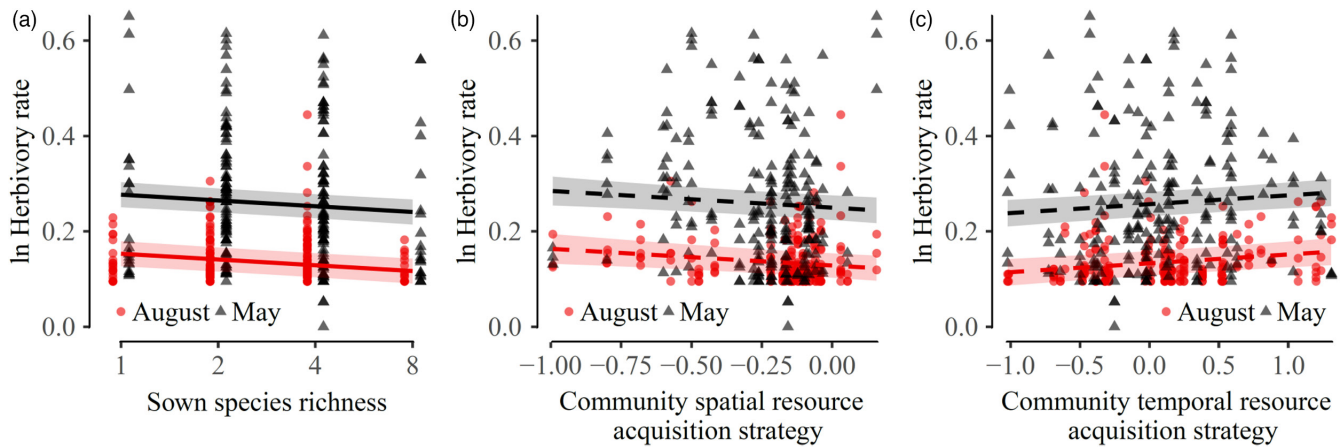 (a)
ln Herbivory rate
0.6
0.4
0.2
0.0
August May
1 2 4 8
Sown species richness
(b)
ln Herbivory rate
0.6
0.4
0.2
0.0
August May
−1.00 −0.75 −0.50 −0.25 0.00
Community spatial resource
acquisition strategy
(c)
ln Herbivory rate
0.6
0.4
0.2
0.0
August May
−1.0 −0.5 0.0 0.5 1.0
Community temporal resource
acquisition strategy